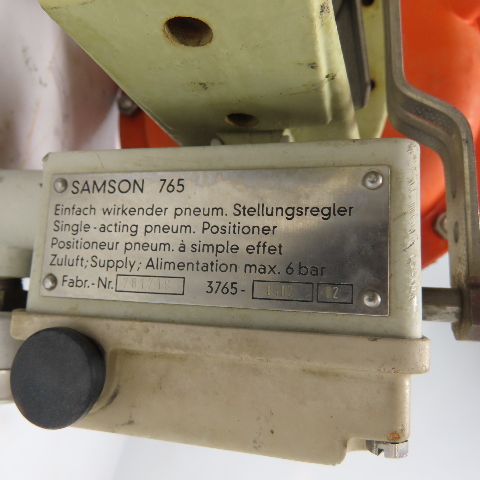 SAMSON 765
Einfach wirkender pneum. Stellungsregler
Single-acting pneum. Positioner
Positioneur pneum. à simple effet
Zuluft; Supply; Alimentation max. 6 bar
Fabr.-Nr. 3765- 2